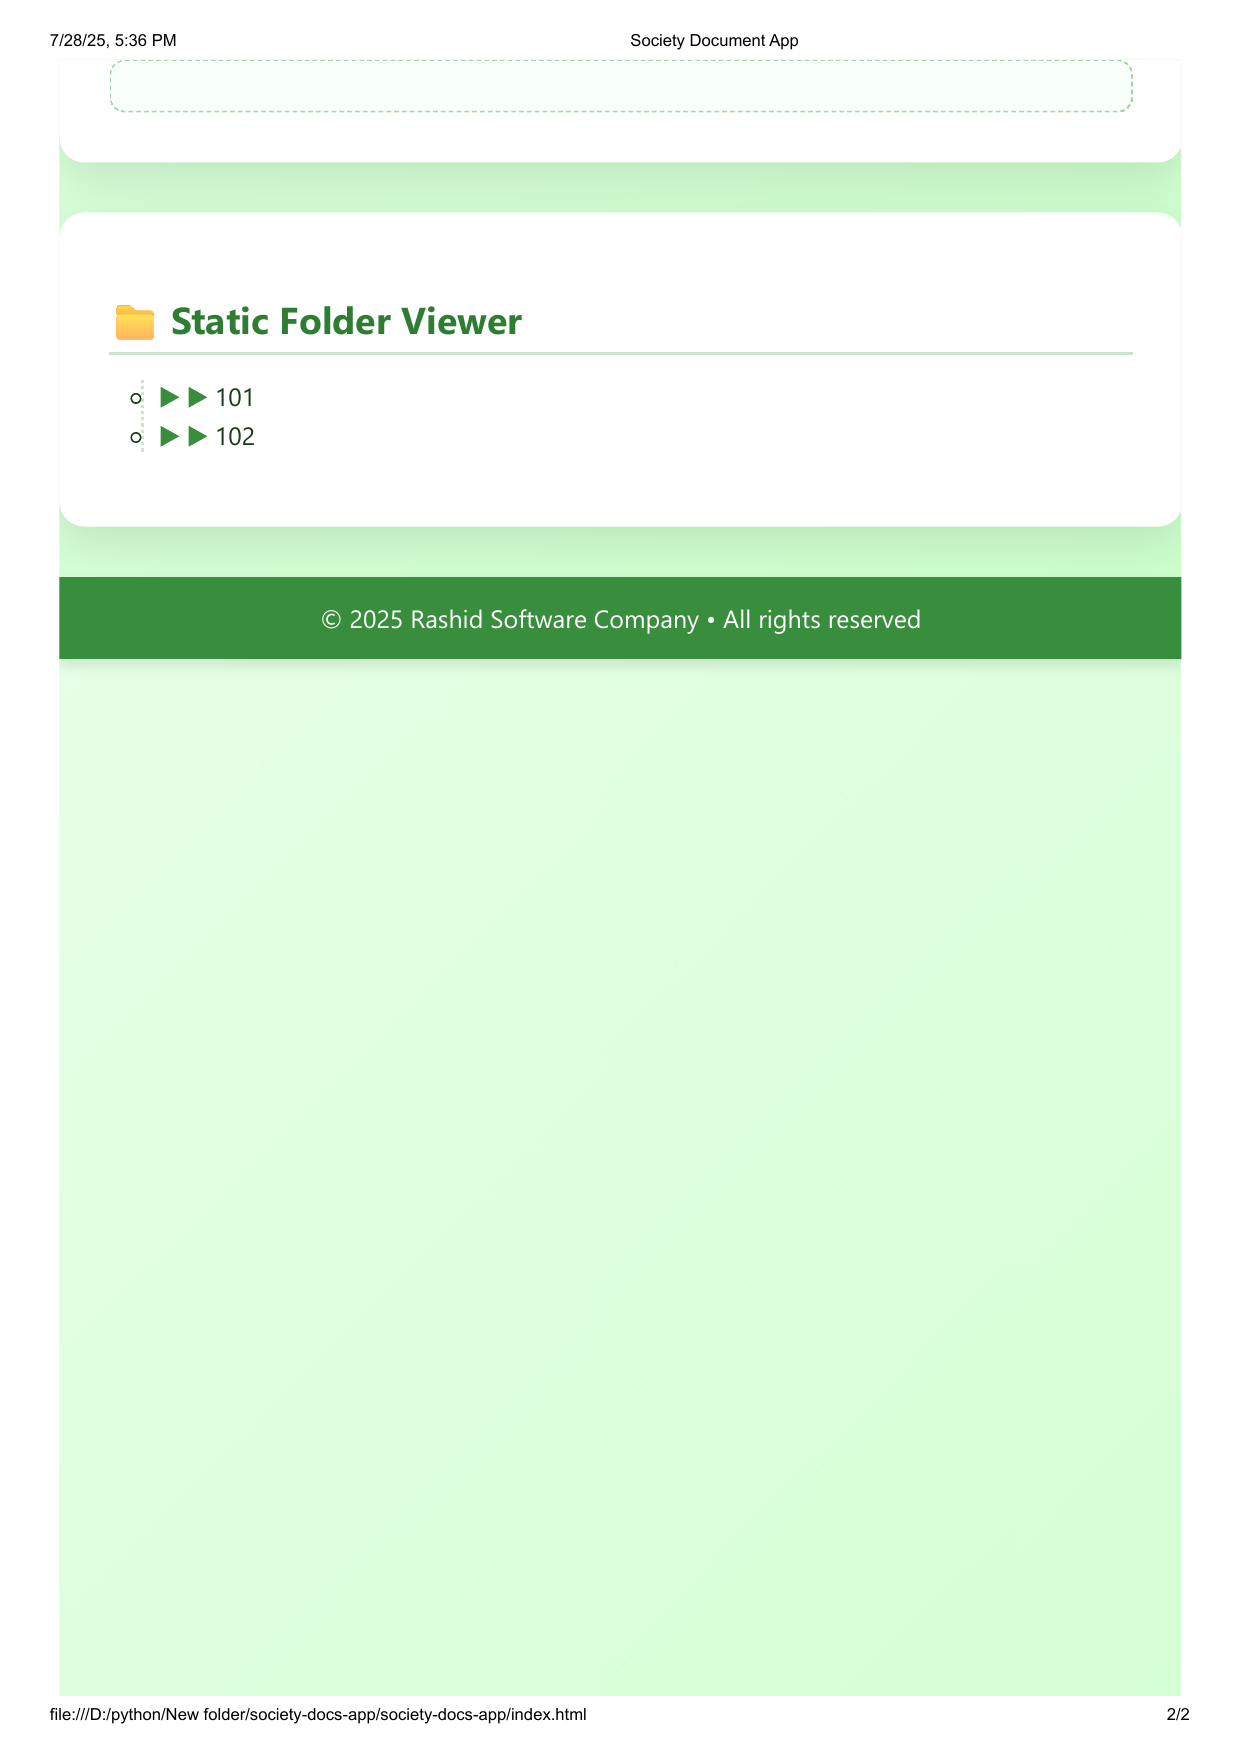 7/28/25, 5:36 PM Society Document App
Static Folder Viewer
▶ ▶ 101
▶ ▶ 102
© 2025 Rashid Software Company • All rights reserved
file:///D:/python/New folder/society-docs-app/society-docs-app/index.html 2/2